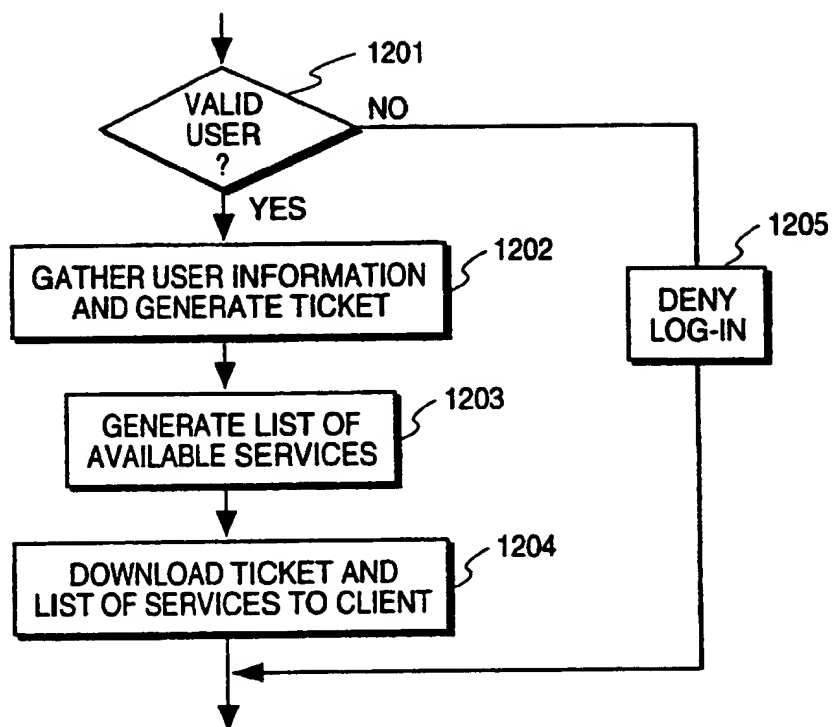 1201
VALID
USER
?
NO
YES
1202
GATHER USER INFORMATION
AND GENERATE TICKET
1205
DENY
LOG-IN
1203
GENERATE LIST OF
AVAILABLE SERVICES
1204
DOWNLOAD TICKET AND
LIST OF SERVICES TO CLIENT